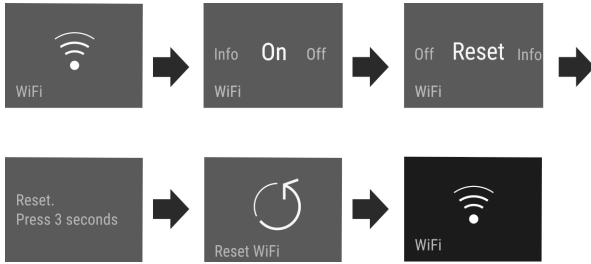 WiFi
Info On Off
WiFi
Off Reset Info
WiFi
Reset.
Press 3 seconds
Reset WiFi
WiFi